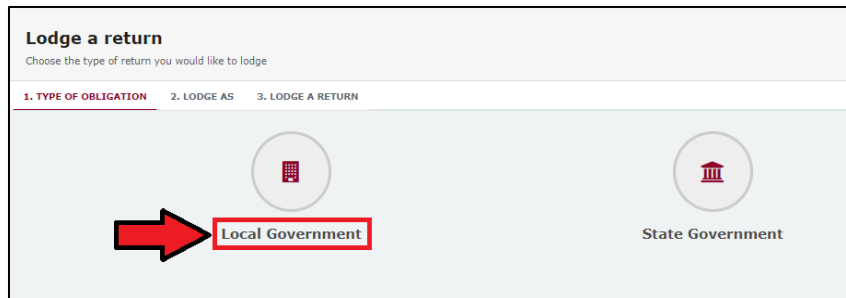 Lodge a return
Choose the type of return you would like to lodge
1. TYPE OF OBLIGATION 2. LODGE AS 3. LODGE A RETURN
Local Government State Government